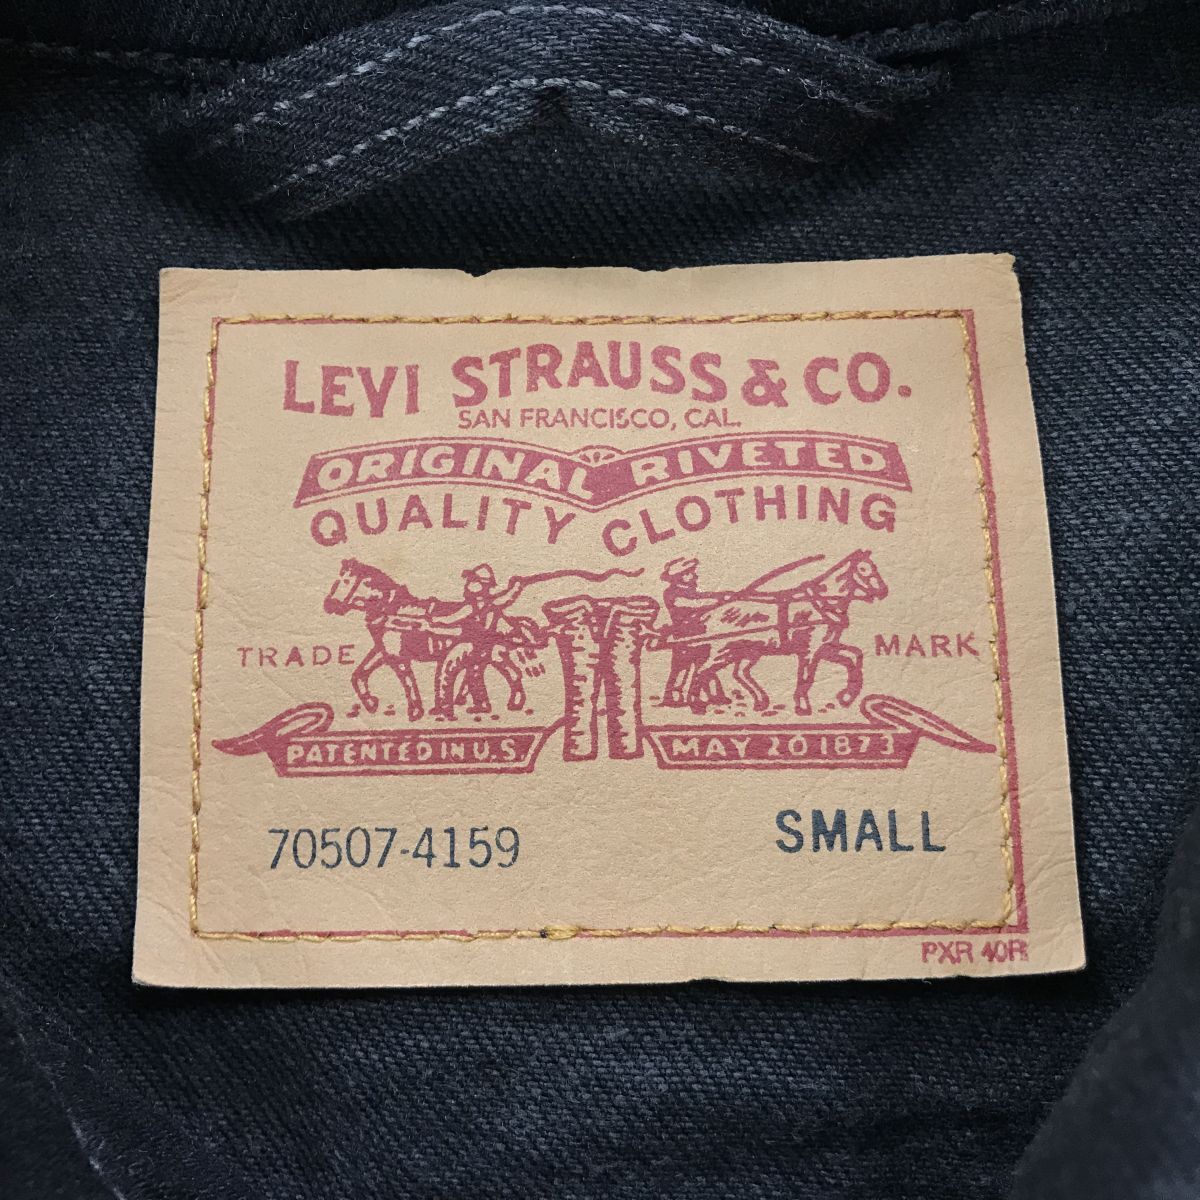 LEVI STRAUSS & CO.
SAN FRANCISCO, CAL.
ORIGINAL RIVETED
QUALITY CLOTHING
TRADE MARK
PATENTED IN U.S. MAY 20 1873
70507-4159 SMALL
PXR 40R